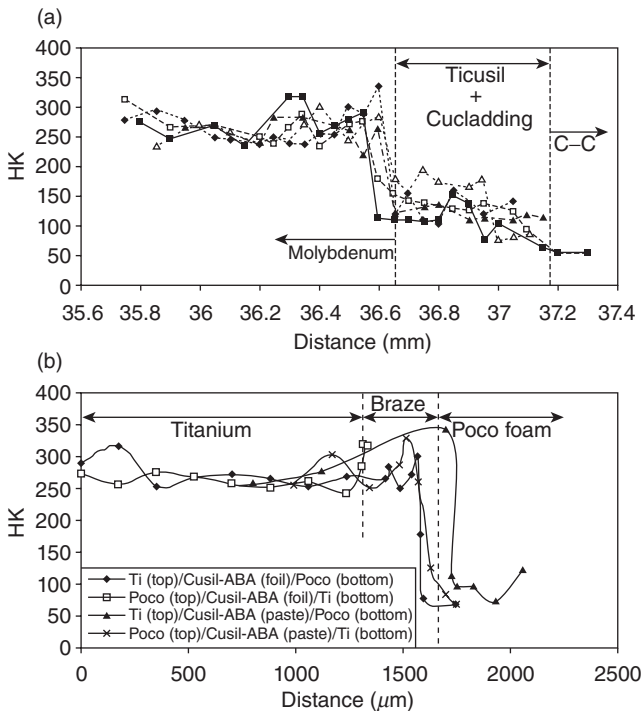 (a)
400
350
300
250
200
150
100
50
0
HK
Ticusil
+
Cucladding
C–C
Molybdenum
35.6 35.8 36 36.2 36.4 36.6 36.8 37 37.2 37.4
Distance (mm)
(b)
400
350
300
250
200
150
100
50
0
HK
Braze
Titanium
Poco foam
Ti (top)/Cusil-ABA (foil)/Poco (bottom)
Poco (top)/Cusil-ABA (foil)/Ti (bottom)
Ti (top)/Cusil-ABA (paste)/Poco (bottom)
Poco (top)/Cusil-ABA (paste)/Ti (bottom)
0 500 1000 1500 2000 2500
Distance (μm)